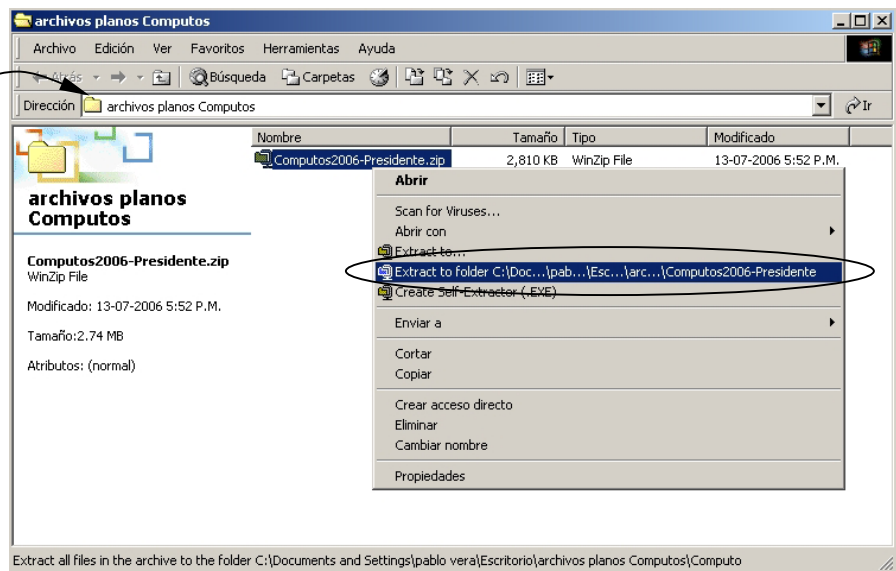 archivos planos Computos
Archivo Edición Ver Favoritos Herramientas Ayuda
Atrás Búsqueda Carpetas
Dirección archivos planos Computos Ir
Nombre Tamaño Tipo Modificado
Computos2006-Presidente.zip 2,810 KB WinZip File 13-07-2006 5:52 P.M.
archivos planos
Computos
Computos2006-Presidente.zip
WinZip File
Modificado: 13-07-2006 5:52 P.M.
Tamaño:2.74 MB
Atributos: (normal)
Abrir
Scan for Viruses...
Abrir con
Extract to...
Extract to folder C:\Doc...\pab...\Esc...\arc...\Computos2006-Presidente
Create Self-Extractor (.EXE)
Enviar a
Cortar
Copiar
Crear acceso directo
Eliminar
Cambiar nombre
Propiedades
Extract all files in the archive to the folder C:\Documents and Settings\pablo vera\Escritorio\archivos planos Computos\Computo